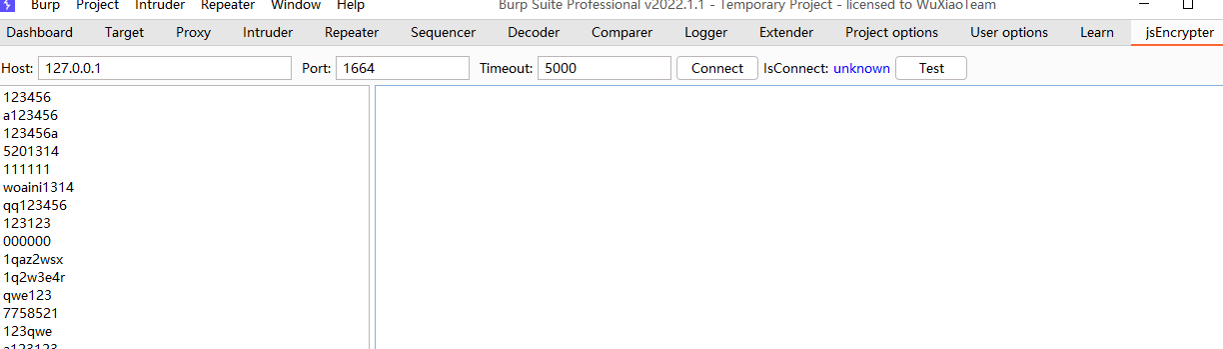 Burp Project Intruder Repeater Window Help Burp Suite Professional v2022.1.1 - Temporary Project - licensed to WuXiaoTeam
Dashboard Target Proxy Intruder Repeater Sequencer Decoder Comparer Logger Extender Project options User options Learn jsEncrypter
Host: 127.0.0.1 Port: 1664 Timeout: 5000 Connect IsConnect: unknown Test
123456
a123456
123456a
5201314
111111
woaini1314
qq123456
123123
000000
1qaz2wsx
1q2w3e4r
qwe123
7758521
123qwe
a123123